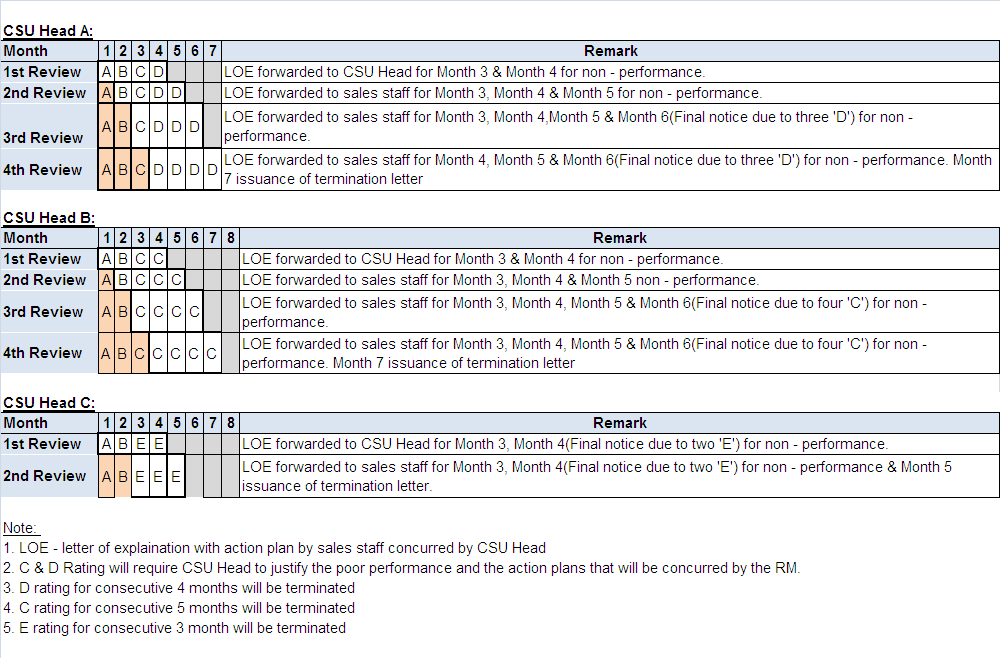 CSU Head A:
Month 1 2 3 4 5 6 7 Remark
1st Review A B C D LOE forwarded to CSU Head for Month 3 & Month 4 for non - performance.
2nd Review A B C D D LOE forwarded to sales staff for Month 3, Month 4 & Month 5 for non - performance.
3rd Review A B C D D D LOE forwarded to sales staff for Month 3, Month 4,Month 5 & Month 6(Final notice due to three 'D') for non -
performance.
4th Review A B C D D D D LOE forwarded to sales staff for Month 4, Month 5 & Month 6(Final notice due to three 'D') for non - performance. Month
7 issuance of termination letter
CSU Head B:
Month 1 2 3 4 5 6 7 8 Remark
1st Review A B C C LOE forwarded to CSU Head for Month 3 & Month 4 for non - performance.
2nd Review A B C C C LOE forwarded to sales staff for Month 3, Month 4 & Month 5 non - performance.
3rd Review A B C C C C LOE forwarded to sales staff for Month 3, Month 4, Month 5 & Month 6(Final notice due to four 'C') for non -
performance.
4th Review A B C C C C C LOE forwarded to sales staff for Month 3, Month 4, Month 5 & Month 6(Final notice due to four 'C') for non -
performance. Month 7 issuance of termination letter
CSU Head C:
Month 1 2 3 4 5 6 7 8 Remark
1st Review A B E E LOE forwarded to CSU Head for Month 3, Month 4(Final notice due to two 'E') for non - performance.
2nd Review A B E E E LOE forwarded to sales staff for Month 3, Month 4(Final notice due to two 'E') for non - performance & Month 5
issuance of termination letter.
Note:
1. LOE - letter of explaination with action plan by sales staff concurred by CSU Head
2. C & D Rating will require CSU Head to justify the poor performance and the action plans that will be concurred by the RM.
3. D rating for consecutive 4 months will be terminated
4. C rating for consecutive 5 months will be terminated
5. E rating for consecutive 3 month will be terminated